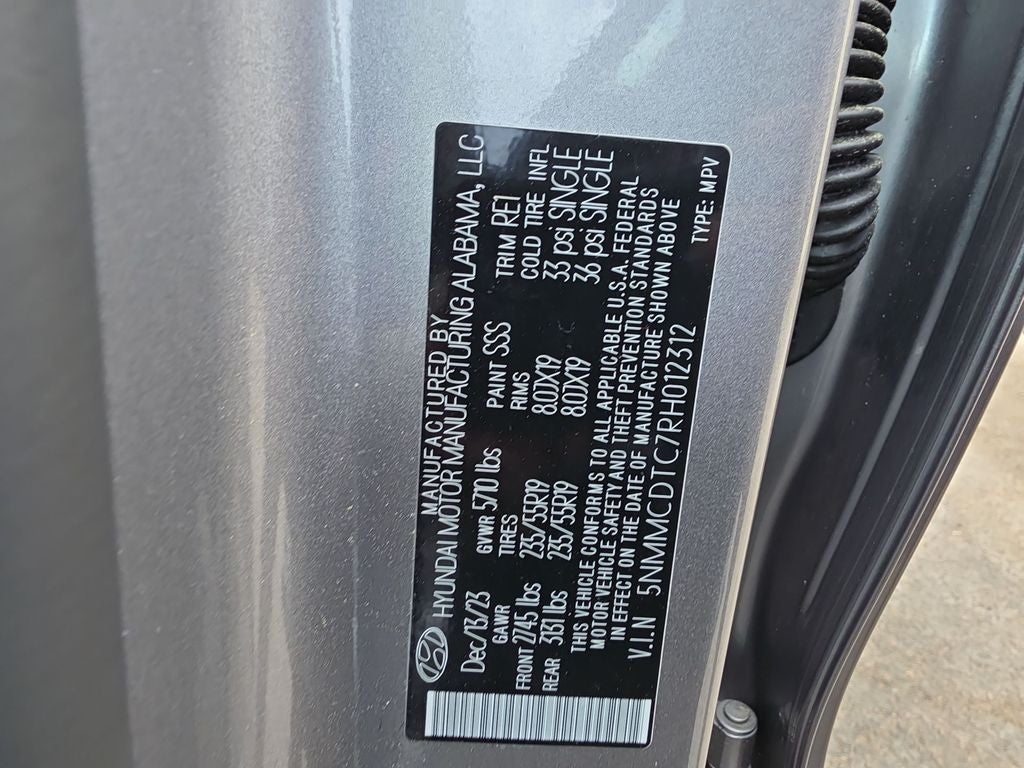 MANUFACTURED BY
HYUNDAI MOTOR MANUFACTURING ALABAMA, LLC
Dec/13/23 GVWR 5710 lbs PAINT SSS TRIM RE1
GAWR TIRES RIMS COLD TIRE INFL
FRONT 2745 lbs 235/55R19 8.0JX19 33 psi SINGLE
REAR 3131 lbs 235/55R19 8.0JX19 36 psi SINGLE
THIS VEHICLE CONFORMS TO ALL APPLICABLE U.S.A. FEDERAL
MOTOR VEHICLE SAFETY AND THEFT PREVENTION STANDARDS
IN EFFECT ON THE DATE OF MANUFACTURE SHOWN ABOVE
V.I.N 5NMMCDTC7RH012312 TYPE: MPV